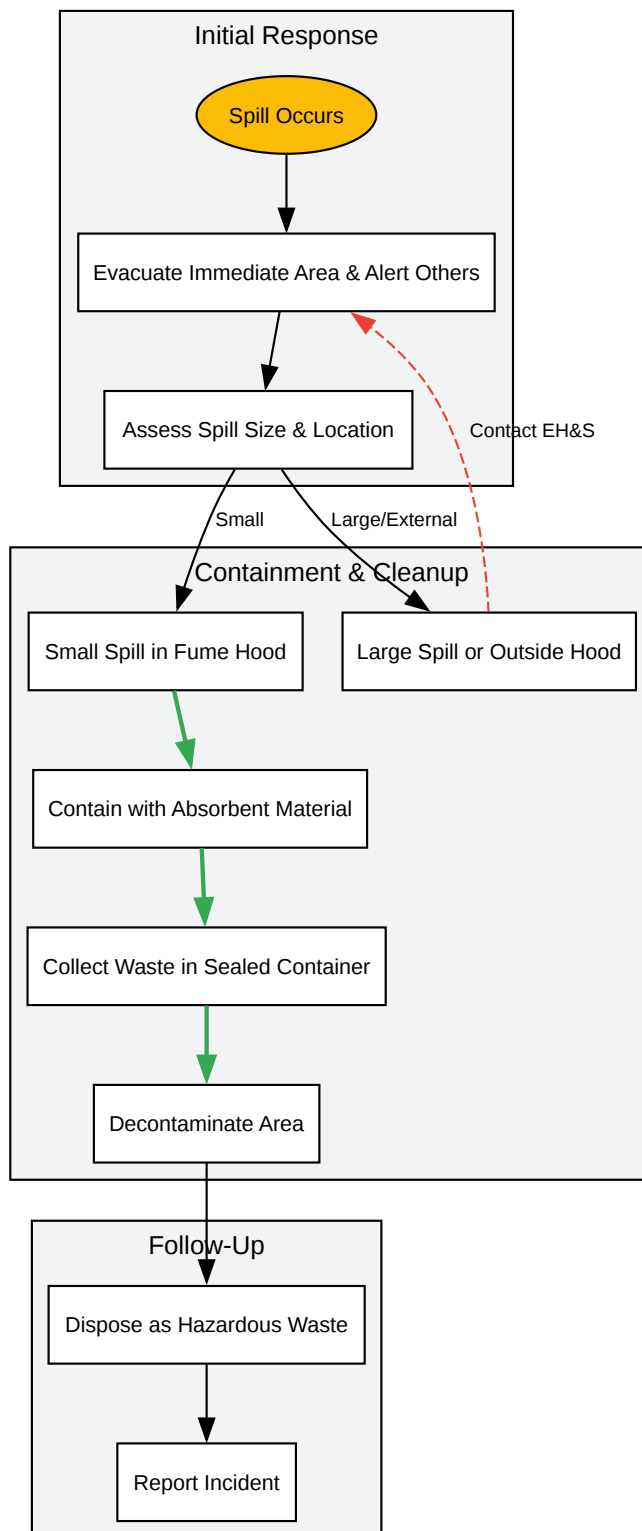 Initial Response
Spill Occurs
Evacuate Immediate Area & Alert Others
Assess Spill Size & Location
Contact EH&S
Small
Large/External
Containment & Cleanup
Small Spill in Fume Hood
Large Spill or Outside Hood
Contain with Absorbent Material
Collect Waste in Sealed Container
Decontaminate Area
Follow-Up
Dispose as Hazardous Waste
Report Incident